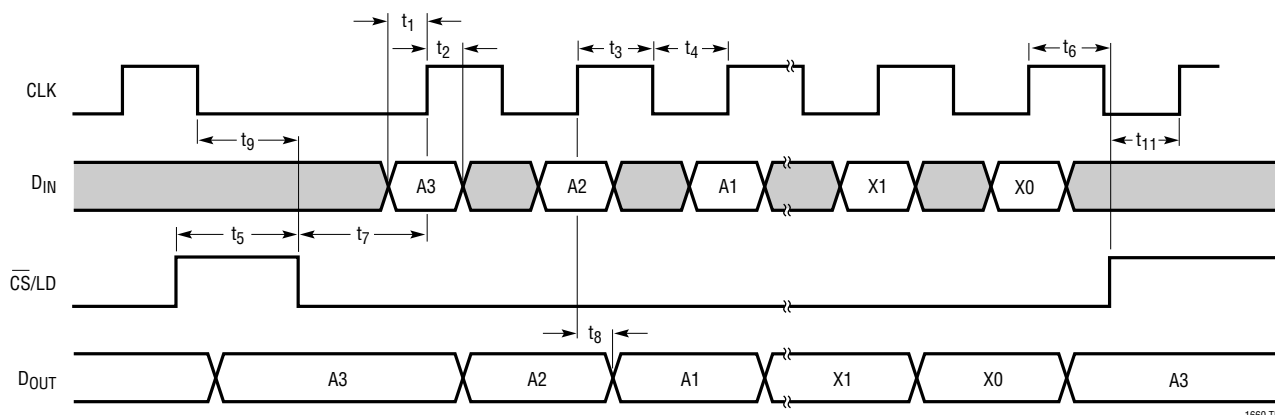 t1
t2
t3
t4
t6
CLK
t9
t11
DIN
A3
A2
A1
X1
X0
t5
t7
CS/LD
t8
DOUT
A3
A2
A1
X1
X0
A3